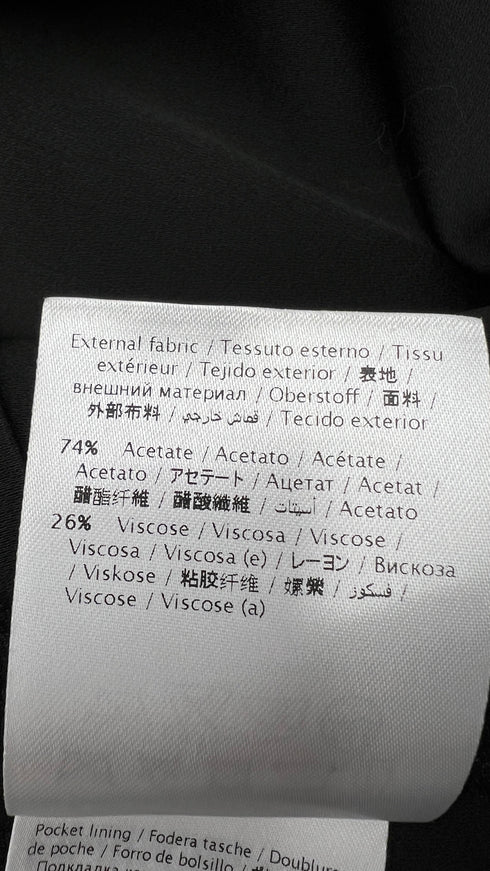 External fabric / Tessuto esterno / Tissu
extérieur / Tejido exterior / 表地 /
внешний материал / Oberstoff / 面料 /
外部布料 / قماش خارجي / Tecido exterior
74% Acetate / Acetato / Acétate /
Acetato / アセテート / Ацетат / Acetat /
醋酯纤維 / 醋酸纖維 / أسيتات / Acetato
26% Viscose / Viscosa / Viscose /
Viscosa / Viscosa (e) / レーヨン / Вискоза
/ Viskose / 粘胶纤维 / 嫘縈 / فسكوز /
Viscose / Viscose (a)
Pocket lining / Fodera tasche / Doublure
de poche / Forro de bolsillo /
Подкладка